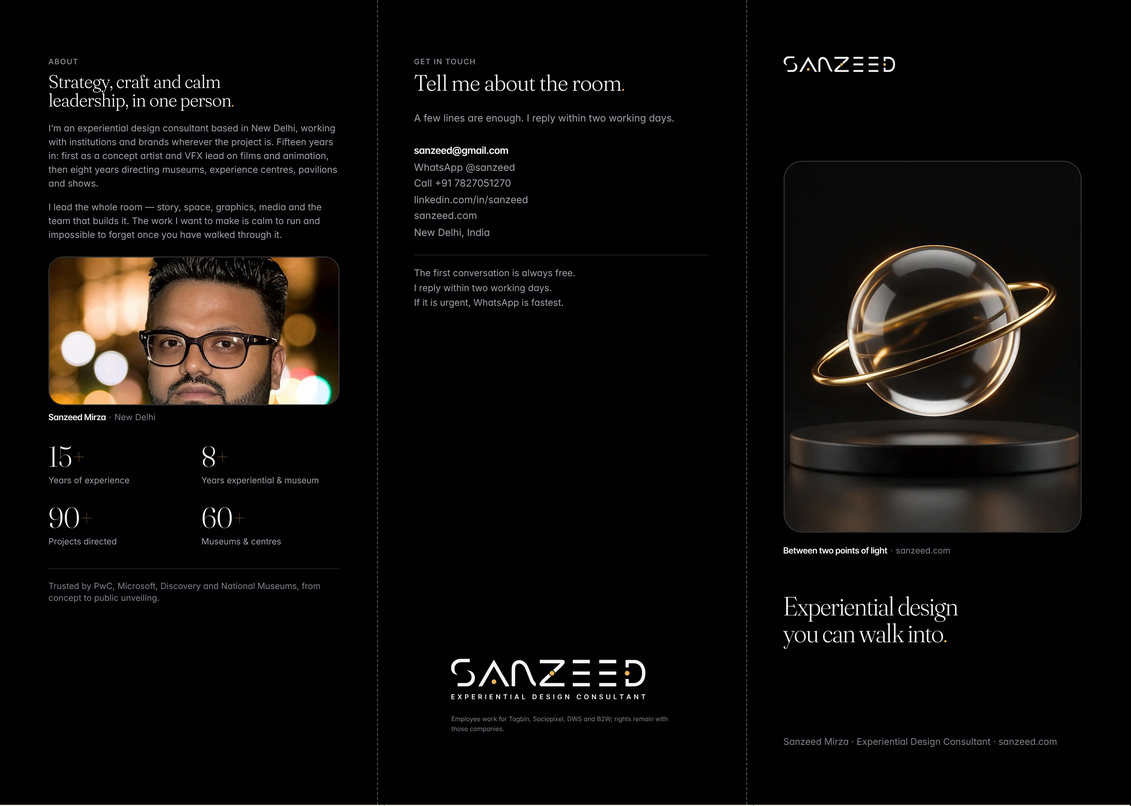 ABOUT
Strategy, craft and calm
leadership, in one person.
I'm an experiential design consultant based in New Delhi, working
with institutions and brands wherever the project is. Fifteen years
in: first as a concept artist and VFX lead on films and animation,
then eight years directing museums, experience centres, pavilions
and shows.
I lead the whole room — story, space, graphics, media and the
team that builds it. The work I want to make is calm to run and
impossible to forget once you have walked through it.
Sanzeed Mirza · New Delhi
15+
Years of experience
8+
Years experiential & museum
90+
Projects directed
60+
Museums & centres
Trusted by PwC, Microsoft, Discovery and National Museums, from
concept to public unveiling.
GET IN TOUCH
Tell me about the room.
A few lines are enough. I reply within two working days.
sanzeed@gmail.com
WhatsApp @sanzeed
Call +91 7827051270
linkedin.com/in/sanzeed
sanzeed.com
New Delhi, India
The first conversation is always free.
I reply within two working days.
If it is urgent, WhatsApp is fastest.
SANZEED
EXPERIENTIAL DESIGN CONSULTANT
Employee work for Tagbin, Sociopixel, DWS and B2W; rights remain with
those companies.
SANZEED
Between two points of light · sanzeed.com
Experiential design
you can walk into.
Sanzeed Mirza · Experiential Design Consultant · sanzeed.com